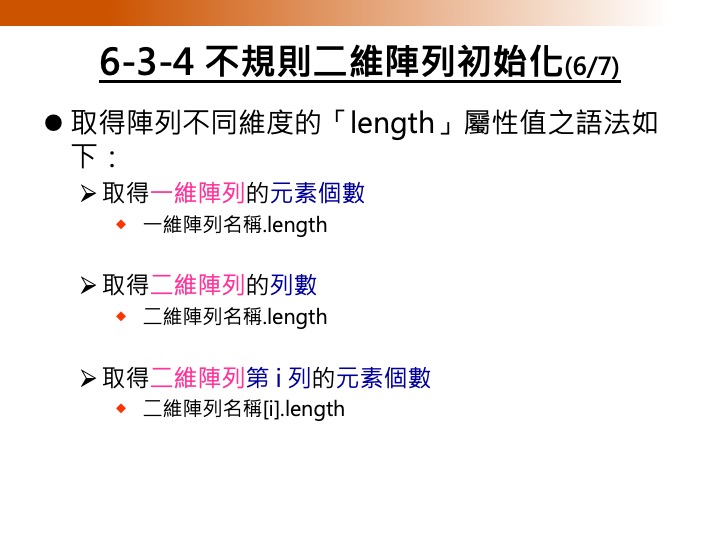 6-3-4 不規則二維陣列初始化(6/7)
取得陣列不同維度的「length」屬性值之語法如
下：
取得一維陣列的元素個數
一維陣列名稱.length
取得二維陣列的列數
二維陣列名稱.length
取得二維陣列第 i 列的元素個數
二維陣列名稱[i].length